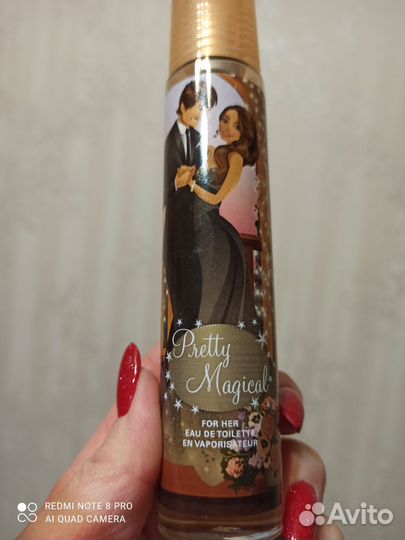 Pretty
Magical
FOR HER
EAU DE TOILETTE
EN VAPORISATEUR
REDMI NOTE 8 PRO
AI QUAD CAMERA
Avito